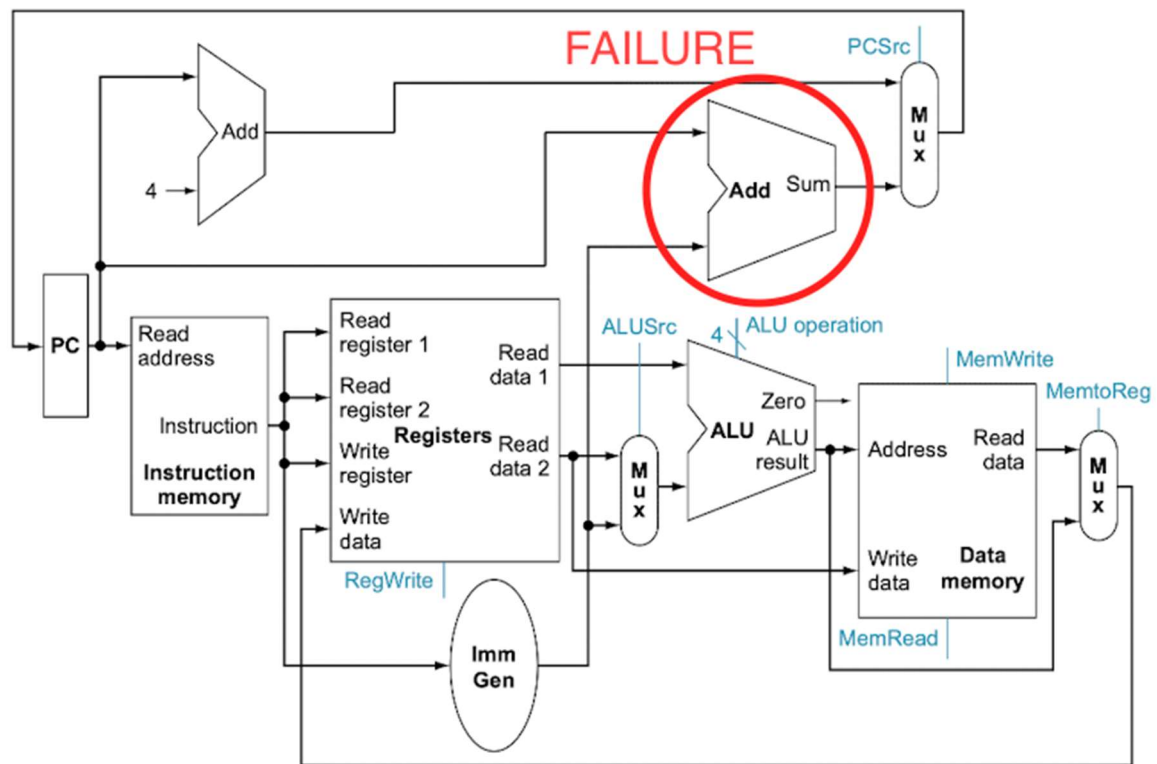 FAILURE
PCSrc
Add
4
Mux
Add Sum
PC
Read
address
Instruction
Instruction
memory
Read
register 1
Read
register 2
Write
register
Write
data
Registers
Read
data 1
Read
data 2
RegWrite
Imm
Gen
ALUSrc
Mux
4
ALU operation
Zero
ALU
ALU
result
MemWrite
Address
Read
data
Write
data
Data
memory
MemRead
MemtoReg
Mux